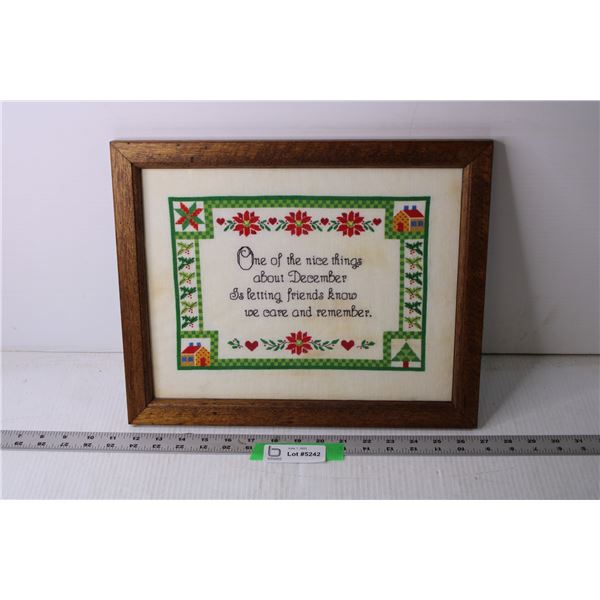 One of the nice things
about December
Is letting friends know
we care and remember.
Lot #5242